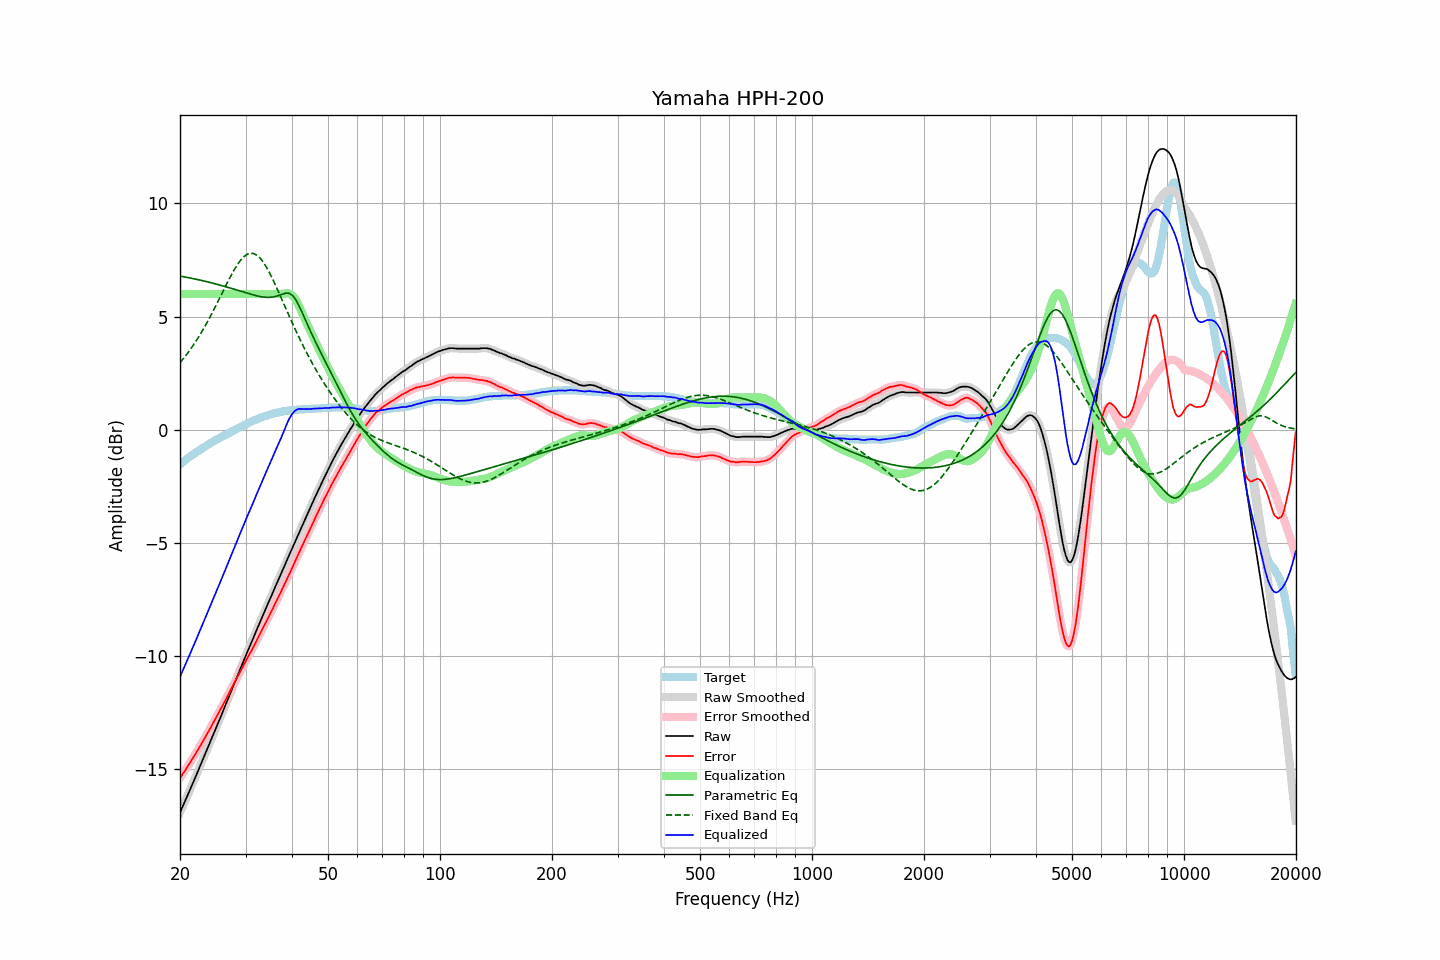 Yamaha HPH-200
Amplitude (dBr)
10
5
0
−5
−10
−15
Target
Raw Smoothed
Error Smoothed
Raw
Error
Equalization
Parametric Eq
Fixed Band Eq
Equalized
20 50 100 200 500 1000 2000 5000 10000 20000
Frequency (Hz)